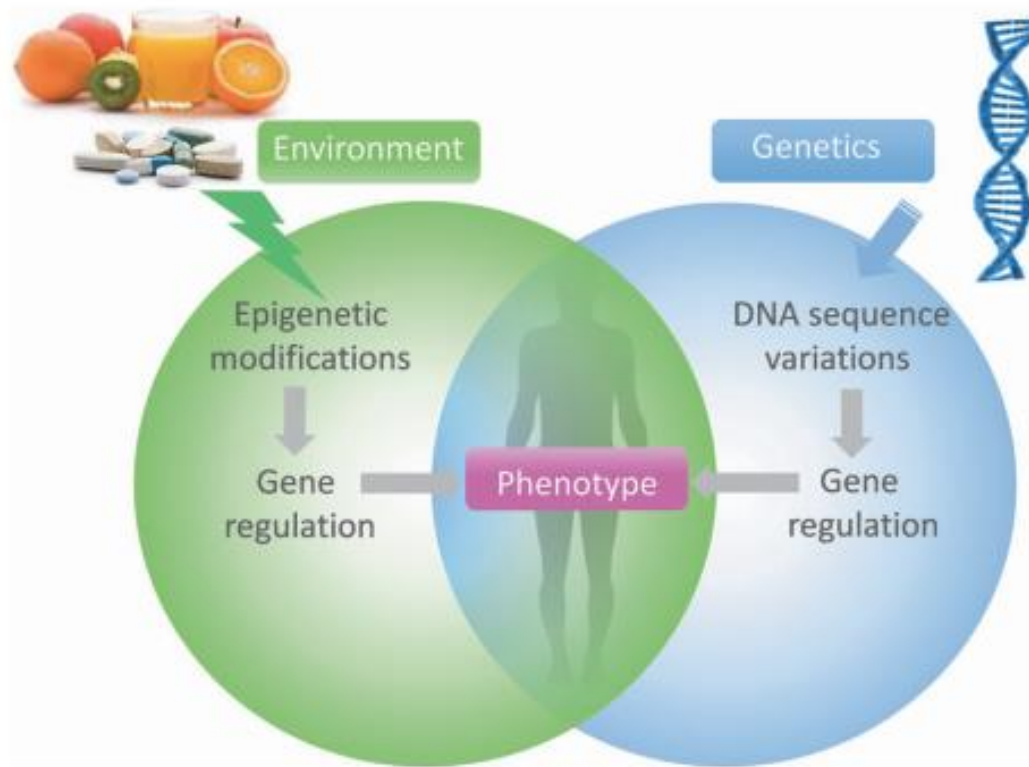 Environment
Genetics
Epigenetic
modifications
DNA sequence
variations
Gene
regulation
Phenotype
Gene
regulation